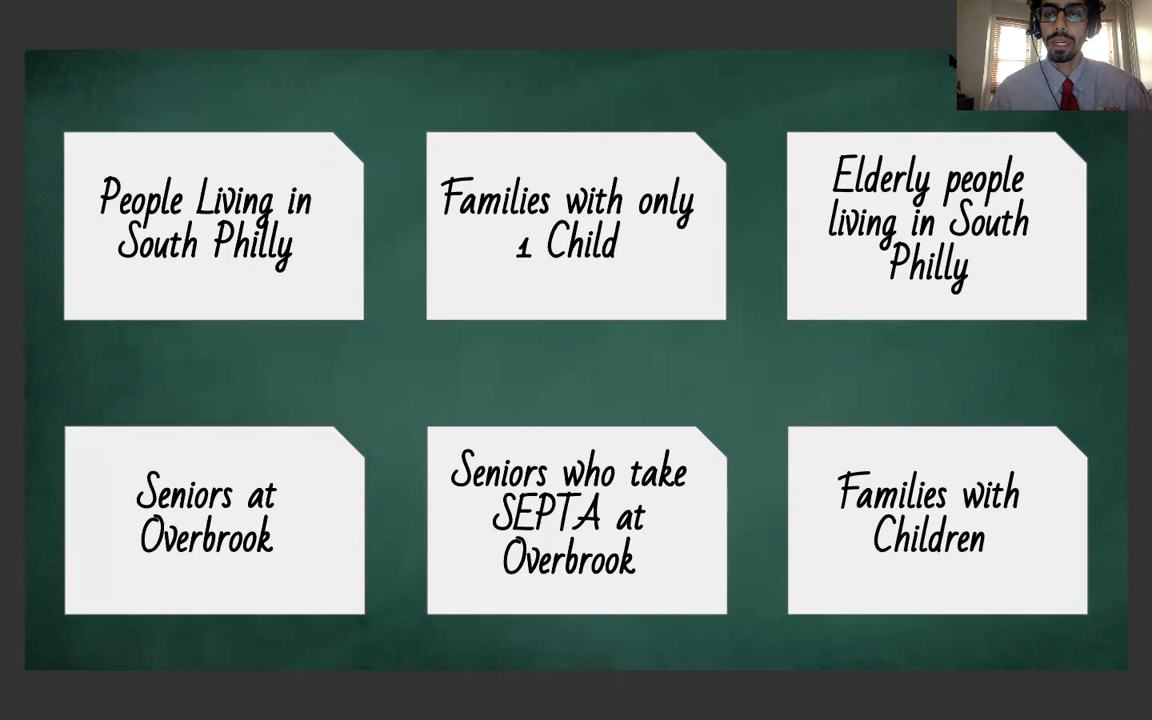 People Living in
South Philly
Families with only
1 Child
Elderly people
living in South
Philly
Seniors at
Overbrook
Seniors who take
SEPTA at
Overbrook
Families with
Children